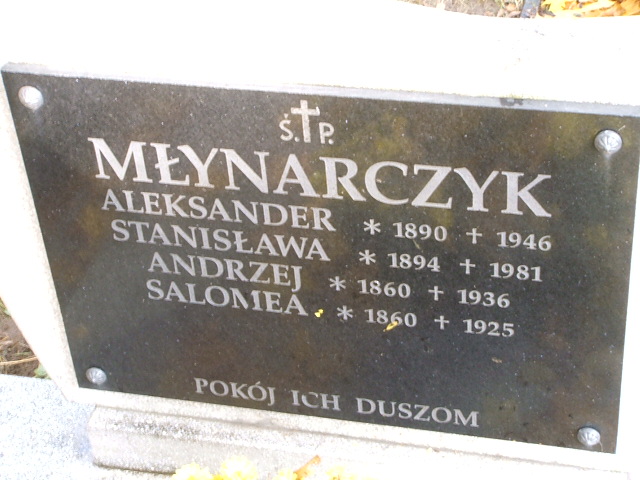 Ś.†P.
MŁYNARCZYK
ALEKSANDER * 1890 † 1946
STANISŁAWA * 1894 † 1981
ANDRZEJ * 1860 † 1936
SALOMEA * 1860 † 1925
POKÓJ ICH DUSZOM